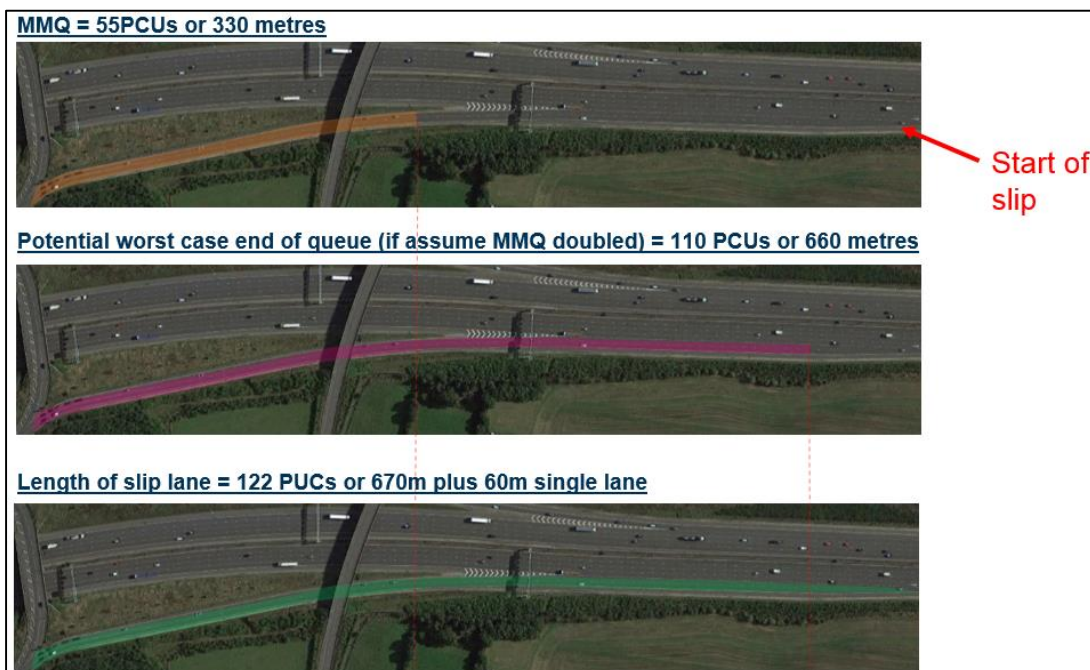 MMQ = 55PCUs or 330 metres
Start of
slip
Potential worst case end of queue (if assume MMQ doubled) = 110 PCUs or 660 metres
Length of slip lane = 122 PUCs or 670m plus 60m single lane